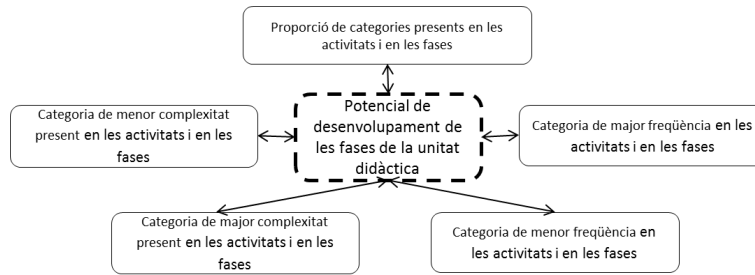 Proporció de categories presents en les
activitats i en les fases
Categoria de menor complexitat
present en les activitats i en les
fases
Potencial de
desenvolupament de
les fases de la unitat
didàctica
Categoria de major freqüència en les
activitats i en les fases
Categoria de major complexitat
present en les activitats i en les
fases
Categoria de menor freqüència en
les activitats i en les fases